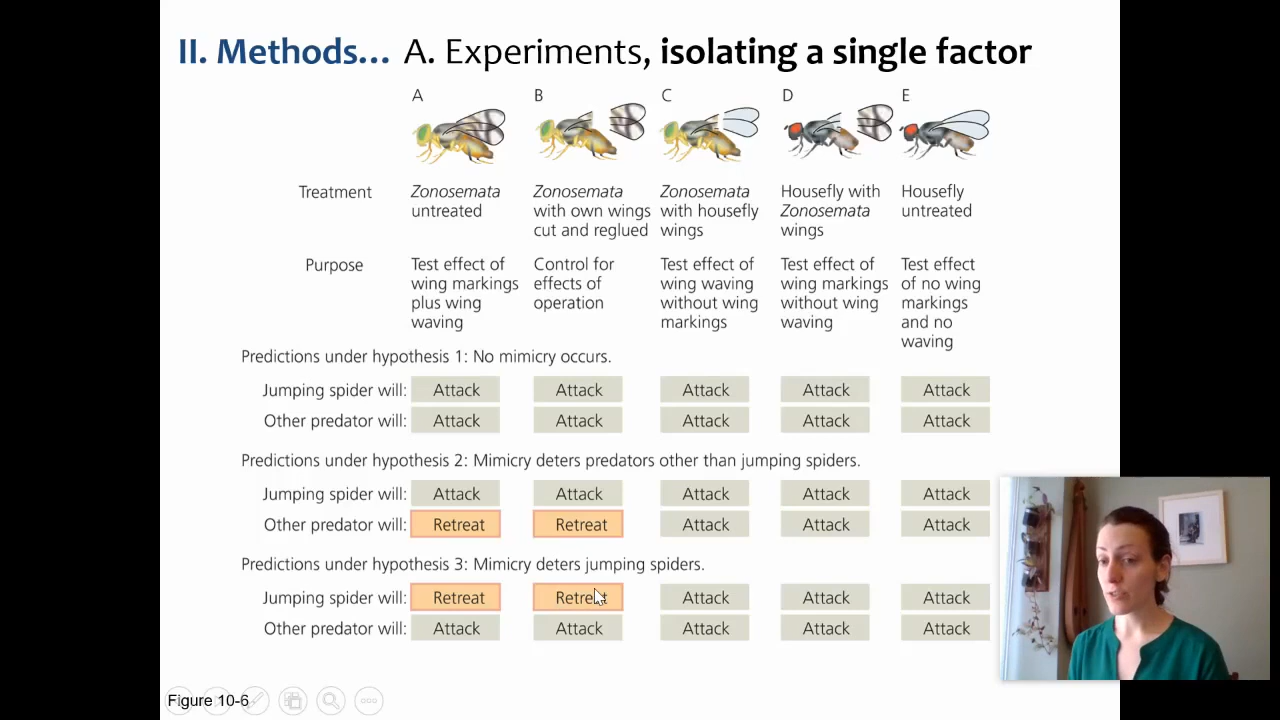 II. Methods... A. Experiments, isolating a single factor
A B C D E
Treatment
Zonosemata
untreated
Zonosemata
with own wings
cut and reglued
Zonosemata
with housefly
wings
Housefly with
Zonosemata
wings
Housefly
untreated
Purpose
Test effect of
wing markings
plus wing
waving
Control for
effects of
operation
Test effect of
wing waving
without wing
markings
Test effect of
wing markings
without wing
waving
Test effect
of no wing
markings
and no
waving
Predictions under hypothesis 1: No mimicry occurs.
Jumping spider will: Attack Attack Attack Attack Attack
Other predator will: Attack Attack Attack Attack Attack
Predictions under hypothesis 2: Mimicry deters predators other than jumping spiders.
Jumping spider will: Attack Attack Attack Attack Attack
Other predator will: Retreat Retreat Attack Attack Attack
Predictions under hypothesis 3: Mimicry deters jumping spiders.
Jumping spider will: Retreat Retreat Attack Attack Attack
Other predator will: Attack Attack Attack Attack Attack
Figure 10-6